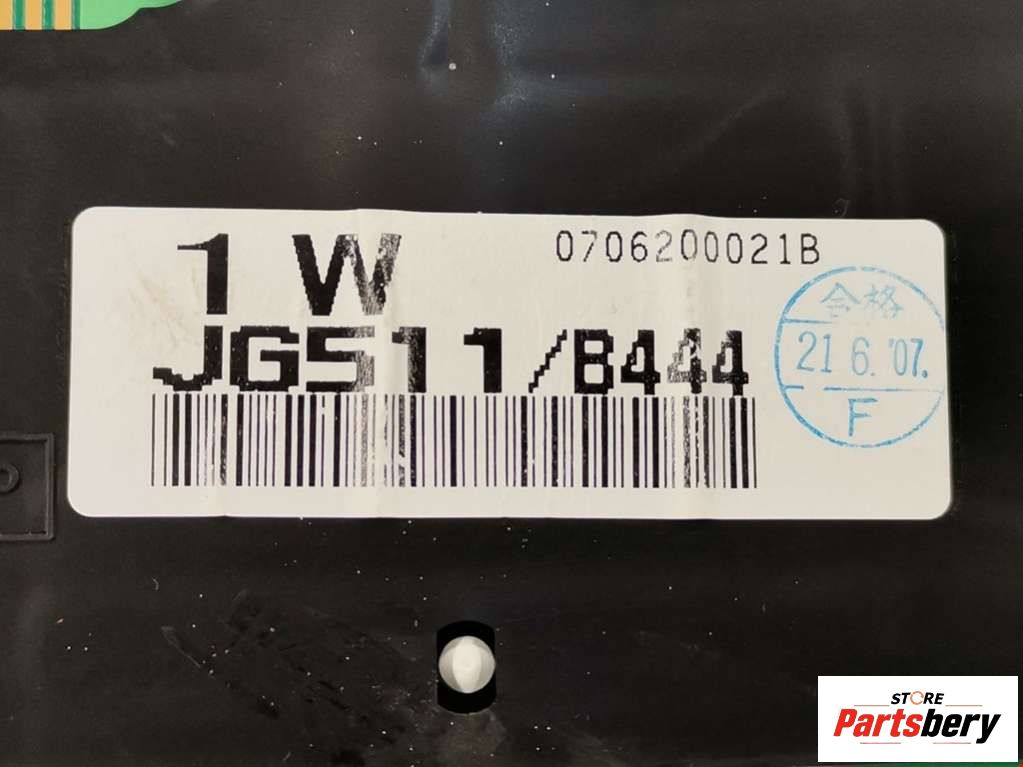 1 W
0706200021B
JG511/B444
合格
21.6.'07.
F
STORE
Partsbery